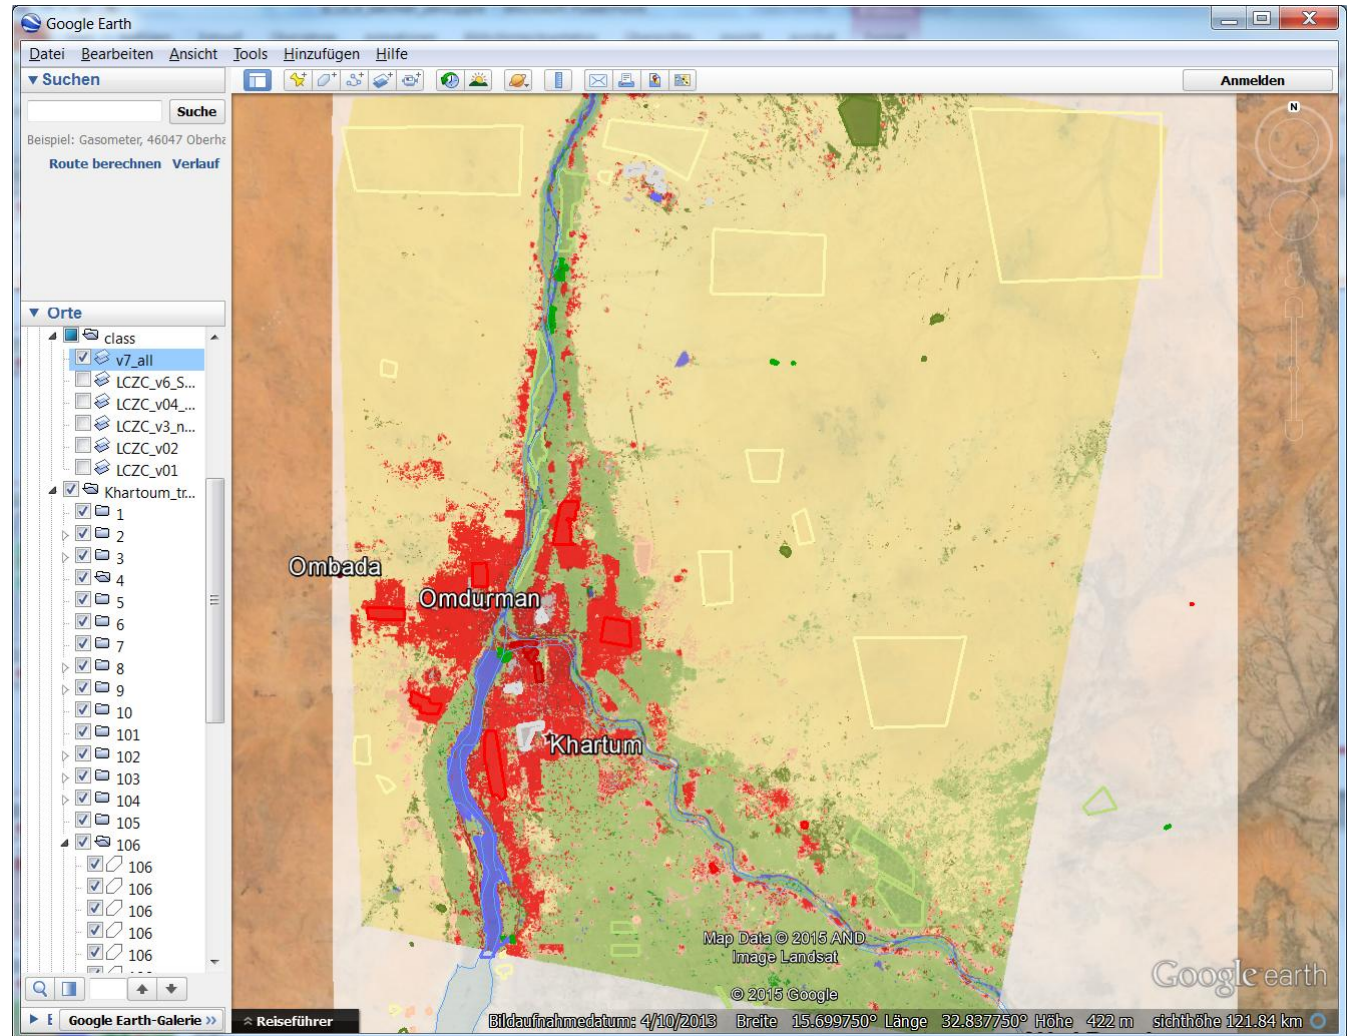 Google Earth
Datei Bearbeiten Ansicht Tools Hinzufügen Hilfe
▼ Suchen
Suche
Beispiel: Gasometer, 46047 Oberha
Route berechnen Verlauf
▼ Orte
class
v7_all
LCZC_v6_S...
LCZC_v04_...
LCZC_v3_n...
LCZC_v02
LCZC_v01
Khartoum_tr...
1
2
3
4
5
6
7
8
9
10
101
102
103
104
105
106
106
106
106
106
106
Google Earth-Galerie »
Anmelden
N
Ombada
Omdurman
Khartum
Map Data © 2015 AND
Image Landsat
© 2015 Google
Google earth
Reiseführer
Bildaufnahmedatum: 4/10/2013 Breite 15.699750° Länge 32.837750° Höhe 422 m sichthöhe 121.84 km